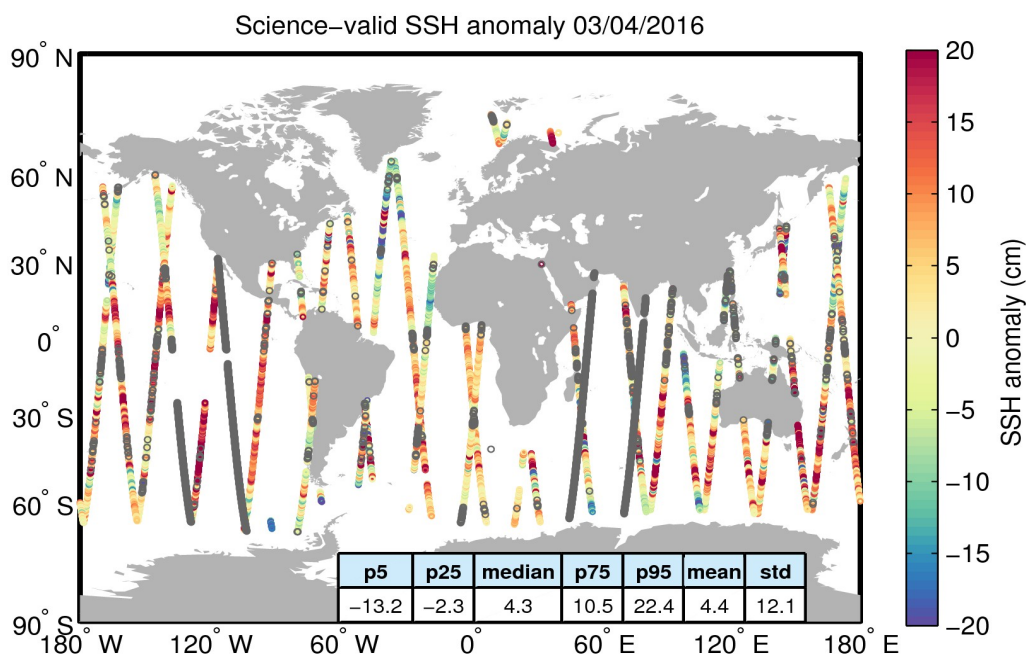 Science−valid SSH anomaly 03/04/2016
90° N
60° N
30° N
0°
30° S
60° S
90° S
180° W
120° W
60° W
0°
60° E
120° E
180° E
p5 p25 median p75 p95 mean std
−13.2 −2.3 4.3 10.5 22.4 4.4 12.1
20
15
10
5
0
−5
−10
−15
−20
SSH anomaly (cm)